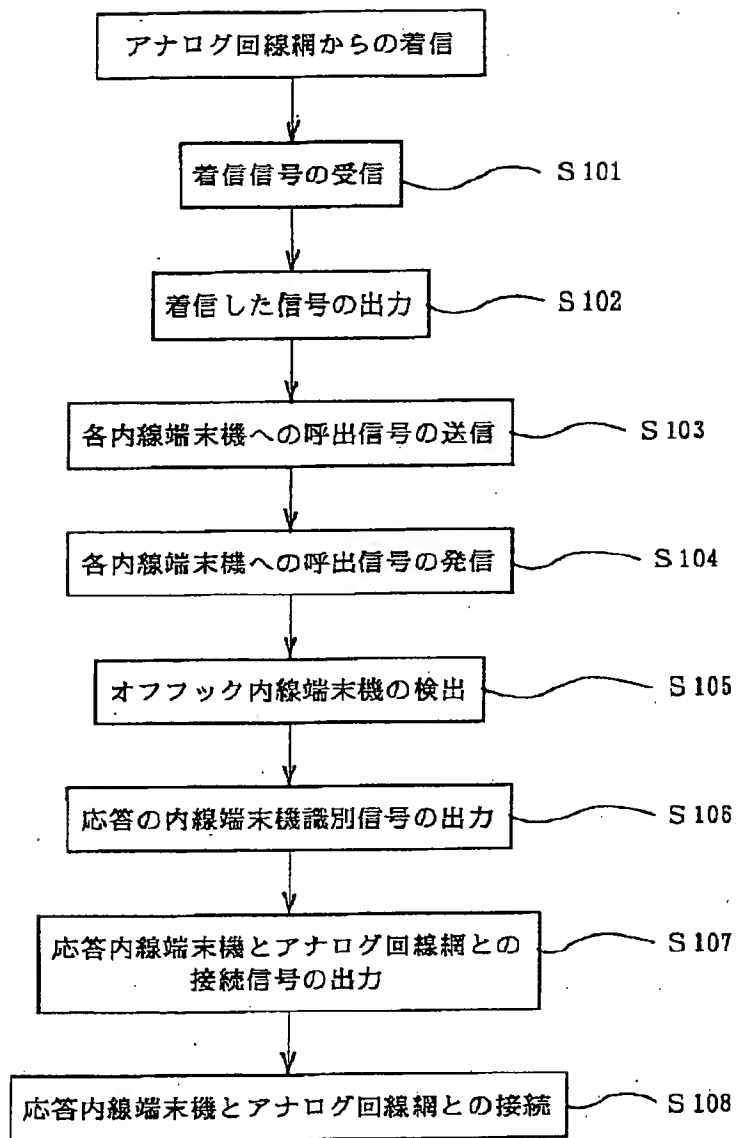 アナログ回線網からの着信
着信信号の受信
S101
着信した信号の出力
S102
各内線端末機への呼出信号の送信
S103
各内線端末機への呼出信号の発信
S104
オフフック内線端末機の検出
S105
応答の内線端末機識別信号の出力
S106
応答内線端末機とアナログ回線網との
接続信号の出力
S107
応答内線端末機とアナログ回線網との接続
S108